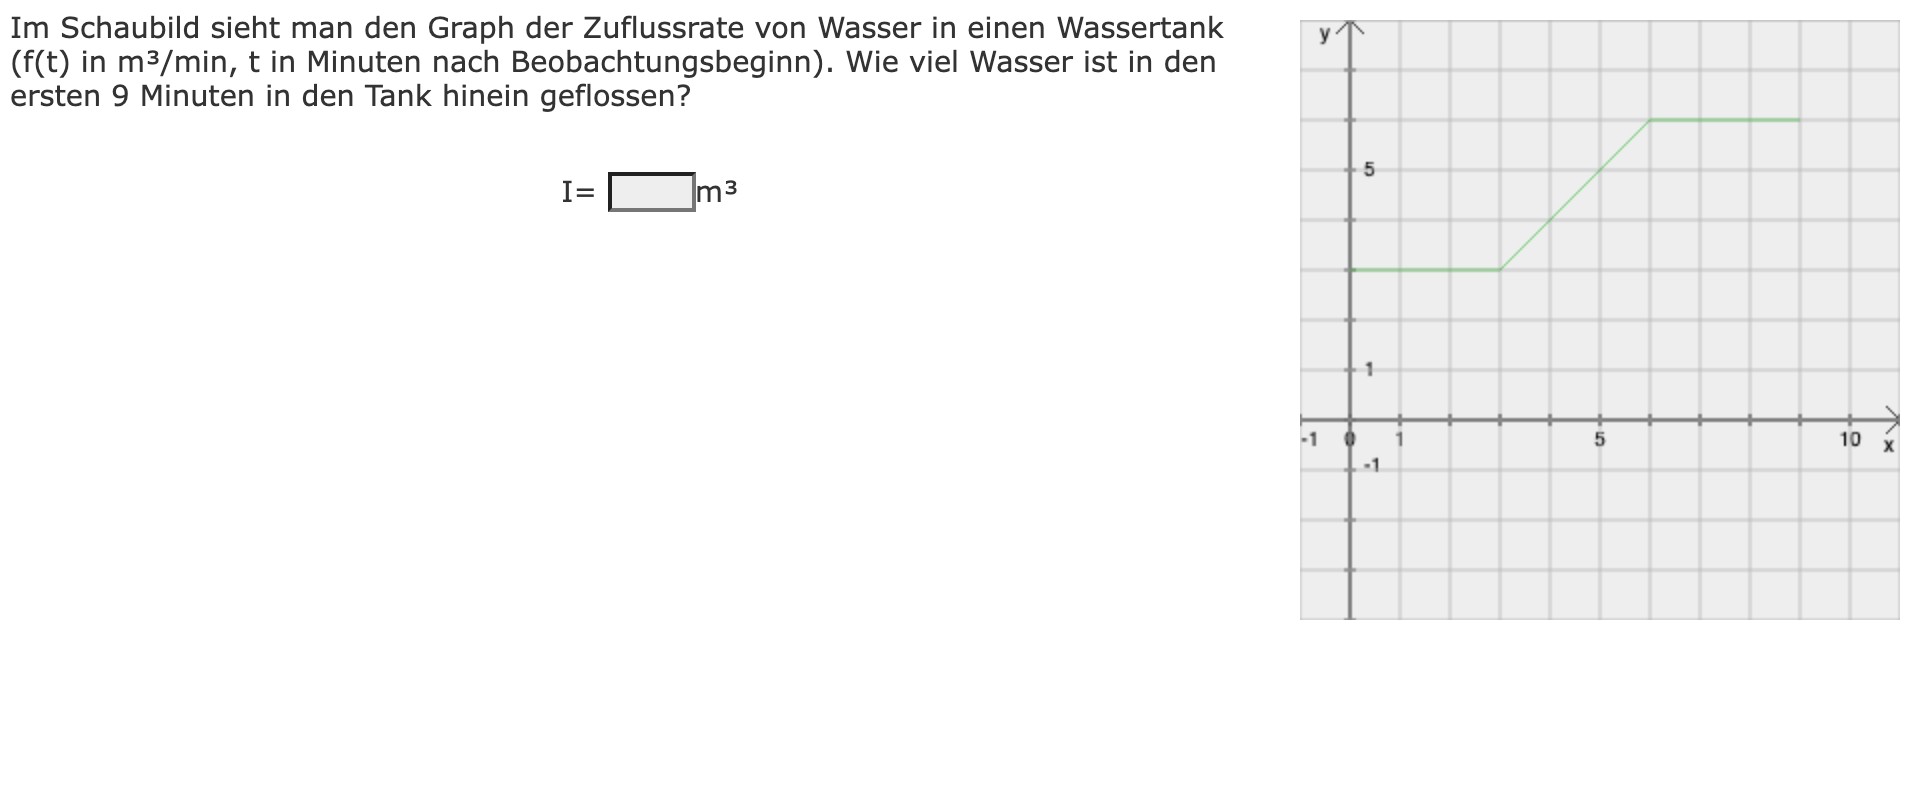 Im Schaubild sieht man den Graph der Zuflussrate von Wasser in einen Wassertank
(f(t) in m³/min, t in Minuten nach Beobachtungsbeginn). Wie viel Wasser ist in den
ersten 9 Minuten in den Tank hinein geflossen?
I= m³
y
5
1
-1 0 1 5 10 x
-1